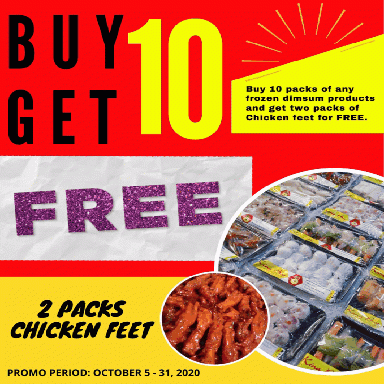 BUY 10
GET
FREE
Buy 10 packs of any
frozen dimsum products
and get two packs of
Chicken feet for FREE.
2 PACKS
CHICKEN FEET
PROMO PERIOD: OCTOBER 5 - 31, 2020